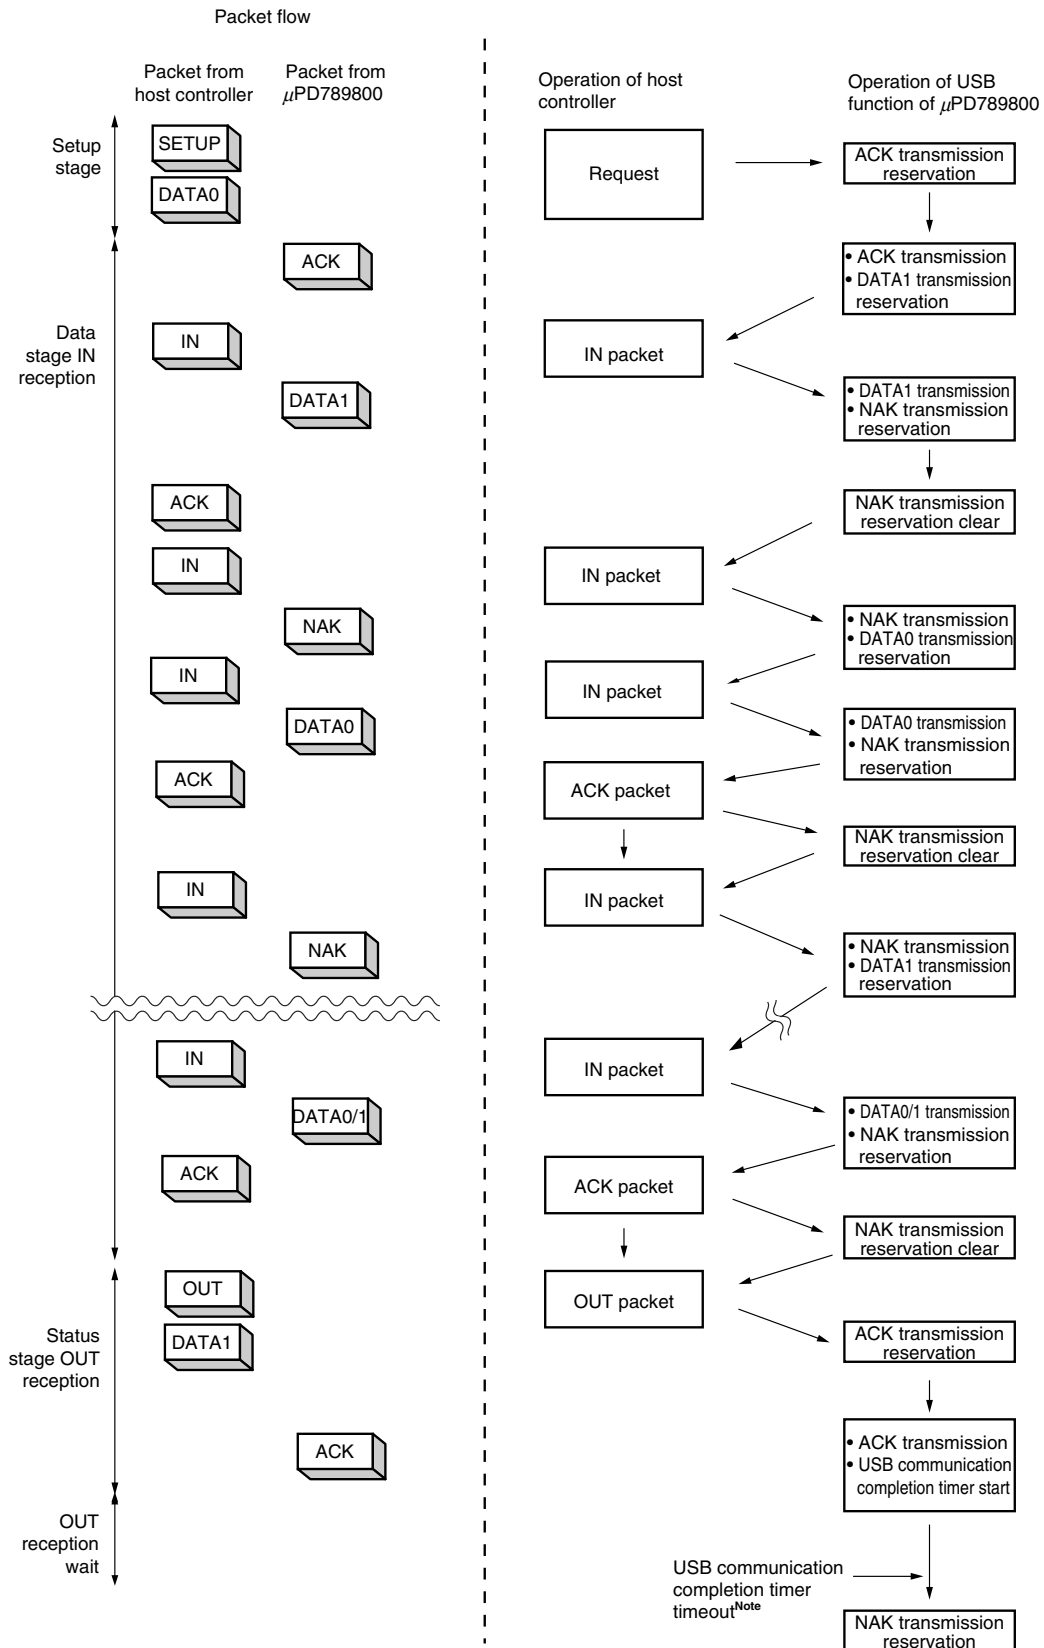 Packet flow
Packet from
host controller
Packet from
μPD789800
Setup
stage
SETUP
DATA0
ACK
Data
stage IN
reception
IN
DATA1
ACK
IN
NAK
IN
DATA0
ACK
IN
NAK
IN
DATA0/1
ACK
Status
stage OUT
reception
OUT
DATA1
ACK
OUT
reception
wait
Operation of host
controller
Operation of USB
function of μPD789800
Request
ACK transmission
reservation
• ACK transmission
• DATA1 transmission
reservation
IN packet
• DATA1 transmission
• NAK transmission
reservation
NAK transmission
reservation clear
IN packet
• NAK transmission
• DATA0 transmission
reservation
IN packet
• DATA0 transmission
• NAK transmission
reservation
ACK packet
NAK transmission
reservation clear
IN packet
• NAK transmission
• DATA1 transmission
reservation
IN packet
• DATA0/1 transmission
• NAK transmission
reservation
ACK packet
NAK transmission
reservation clear
OUT packet
ACK transmission
reservation
• ACK transmission
• USB communication
completion timer start
USB communication
completion timer
timeoutNote
NAK transmission
reservation